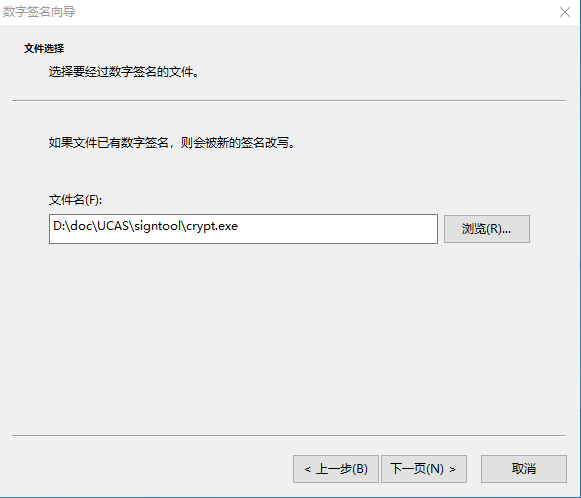 数字签名向导
文件选择
选择要经过数字签名的文件。
如果文件已有数字签名，则会被新的签名改写。
文件名(F):
D:\doc\UCAS\signtool\crypt.exe
浏览(R)...
< 上一步(B) 下一页(N) > 取消